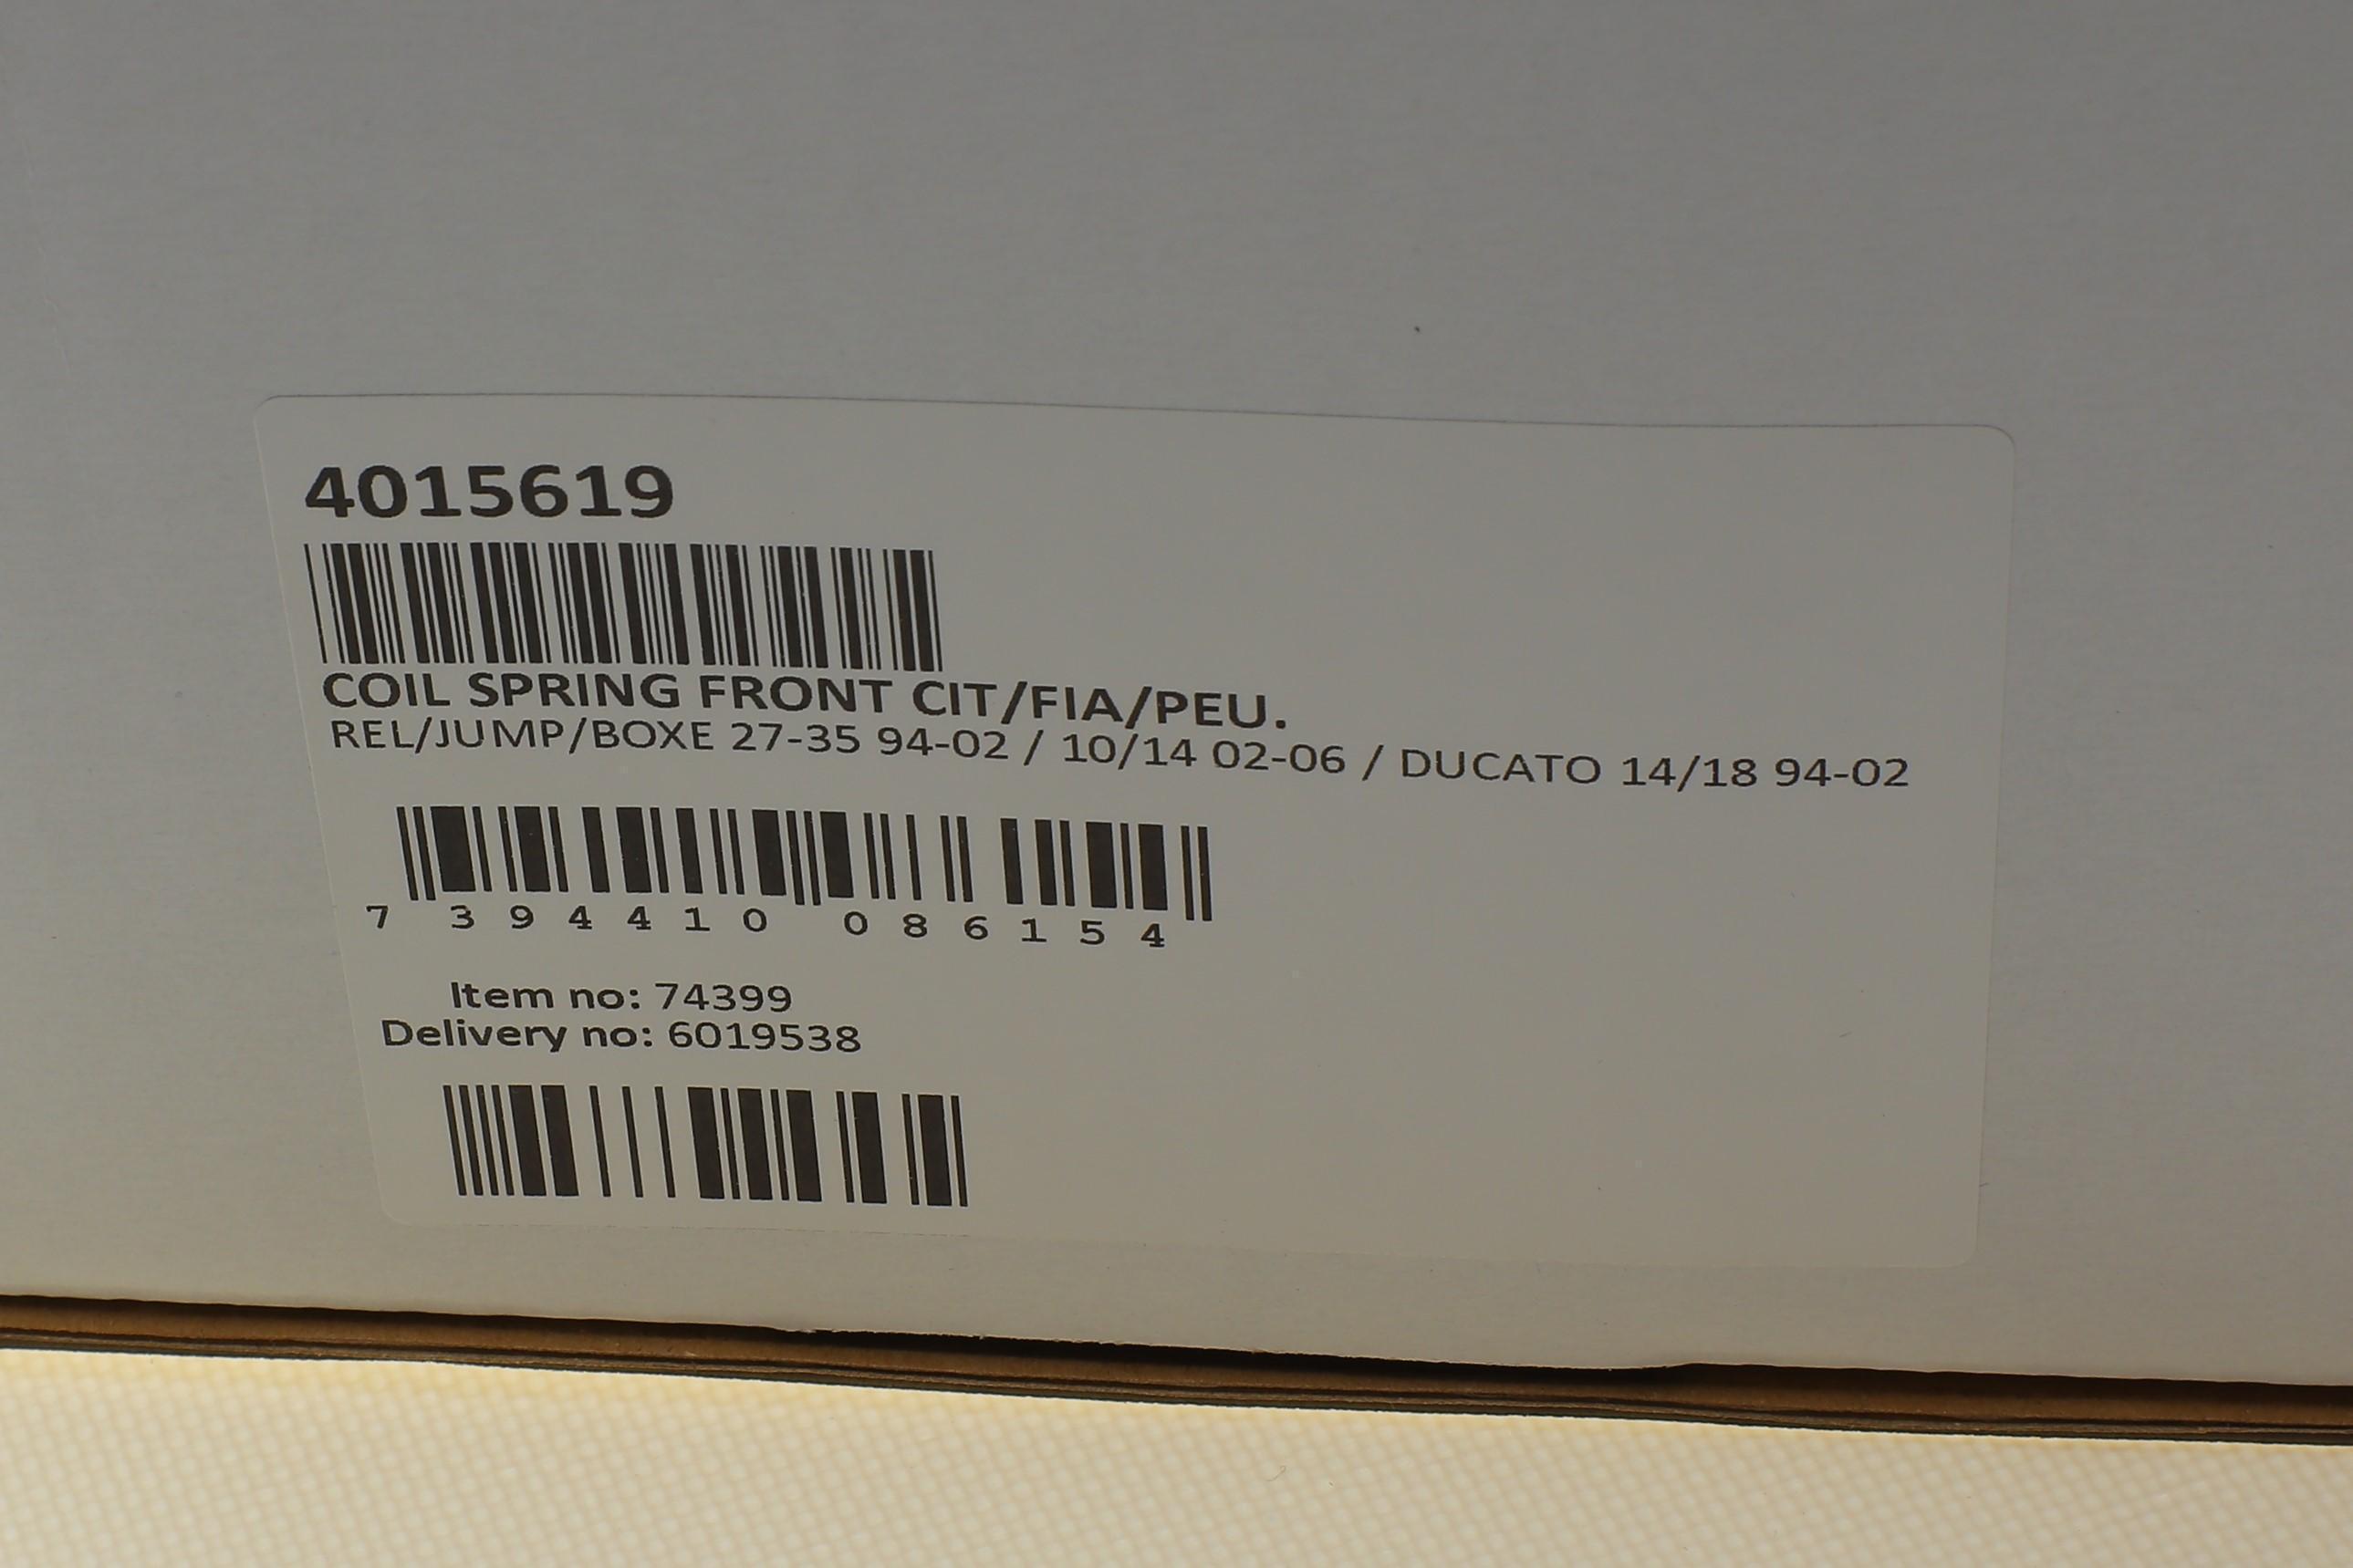 4015619
COIL SPRING FRONT CIT/FIA/PEU.
REL/JUMP/BOXE 27-35 94-02 / 10/14 02-06 / DUCATO 14/18 94-02
7 394410 086154
Item no: 74399
Delivery no: 6019538